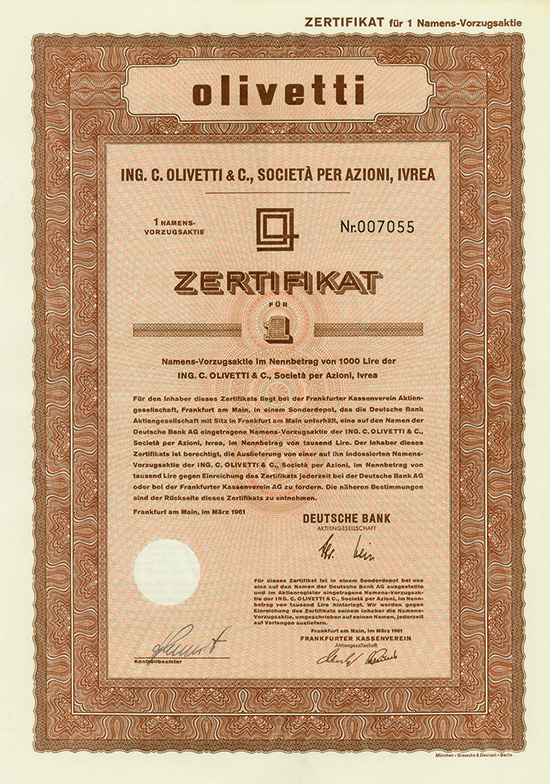 ZERTIFIKAT für 1 Namens-Vorzugsaktie
olivetti
ING. C. OLIVETTI & C., SOCIETÀ PER AZIONI, IVREA
1 NAMENS-
VORZUGSAKTIE
Nr.007055
ZERTIFIKAT
FÜR
1
Namens-Vorzugsaktie im Nennbetrag von 1000 Lire der
ING. C. OLIVETTI & C., Società per Azioni, Ivrea
Für den Inhaber dieses Zertifikats liegt bei der Frankfurter Kassenverein Aktien-
gesellschaft, Frankfurt am Main, in einem Sonderdepot, das die Deutsche Bank
Aktiengesellschaft mit Sitz in Frankfurt am Main unterhält, eine auf den Namen der
Deutsche Bank AG eingetragene Namens-Vorzugsaktie der ING. C. OLIVETTI & C.,
Società per Azioni, Ivrea, im Nennbetrag von tausend Lire. Der Inhaber dieses
Zertifikats ist berechtigt, die Auslieferung von einer auf ihn indossierten Namens-
Vorzugsaktie der ING. C. OLIVETTI & C., Società per Azioni, im Nennbetrag von
tausend Lire gegen Einreichung des Zertifikats jederzeit bei der Deutsche Bank AG
oder bei der Frankfurter Kassenverein AG zu fordern. Die näheren Bestimmungen
sind der Rückseite dieses Zertifikats zu entnehmen.
Frankfurt am Main, im März 1961
DEUTSCHE BANK
AKTIENGESELLSCHAFT
Für dieses Zertifikat ist in einem Sonderdepot bei uns
eine auf den Namen der Deutsche Bank AG ausgestellte
und im Aktienregister eingetragene Namens-Vorzugsak-
tie der ING. C. OLIVETTI & C., Società per Azioni, im Nenn-
betrag von tausend Lire hinterlegt. Wir werden gegen
Einreichung des Zertifikats seinem Inhaber die Namens-
Vorzugsaktie, umgeschrieben auf seinen Namen, jederzeit
auf Verlangen ausliefern.
Frankfurt am Main, im März 1961
FRANKFURTER KASSENVEREIN
Aktiengesellschaft
Kontrollbeamter
München - Giesecke & Devrient - Berlin